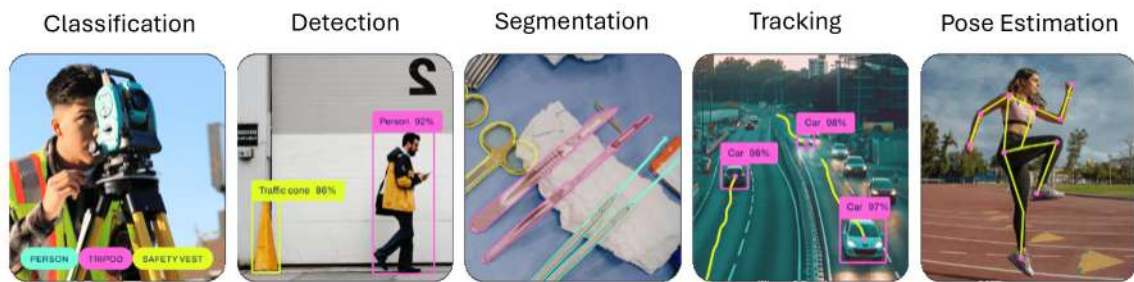 Classification
Detection
Segmentation
Tracking
Pose Estimation
PERSON
TRIPOD
SAFETY VEST
2
Person 92%
Traffic cone 86%
Car 98%
Car 96%
Car 97%